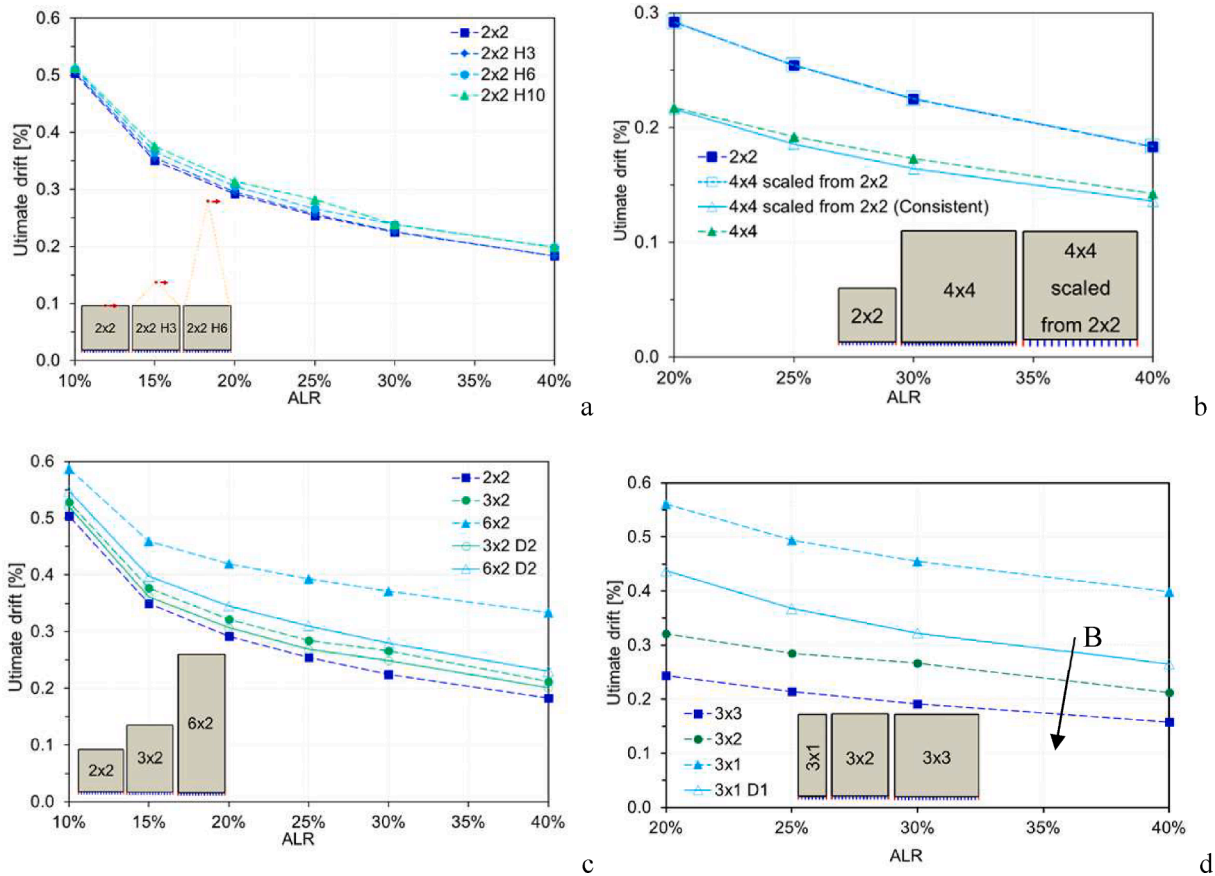 0.6
0.5
0.4
0.3
0.2
0.1
0.0
Utimate drift [%]
2x2
2x2 H3
2x2 H6
2x2 H10
2x2
2x2 H3
2x2 H6
10%
15%
20%
25%
30%
35%
40%
ALR
a
0.3
0.2
0.1
0.0
Utimate drift [%]
2x2
4x4 scaled from 2x2
4x4 scaled from 2x2 (Consistent)
4x4
2x2
4x4
4x4
scaled
from 2x2
20%
25%
30%
35%
40%
ALR
b
0.6
0.5
0.4
0.3
0.2
0.1
0.0
Utimate drift [%]
2x2
3x2
6x2
3x2 D2
6x2 D2
2x2
3x2
6x2
10%
15%
20%
25%
30%
35%
40%
ALR
c
0.6
0.5
0.4
0.3
0.2
0.1
0.0
Utimate drift [%]
B
3x3
3x2
3x1
3x1 D1
3x1
3x2
3x3
20%
25%
30%
35%
40%
ALR
d